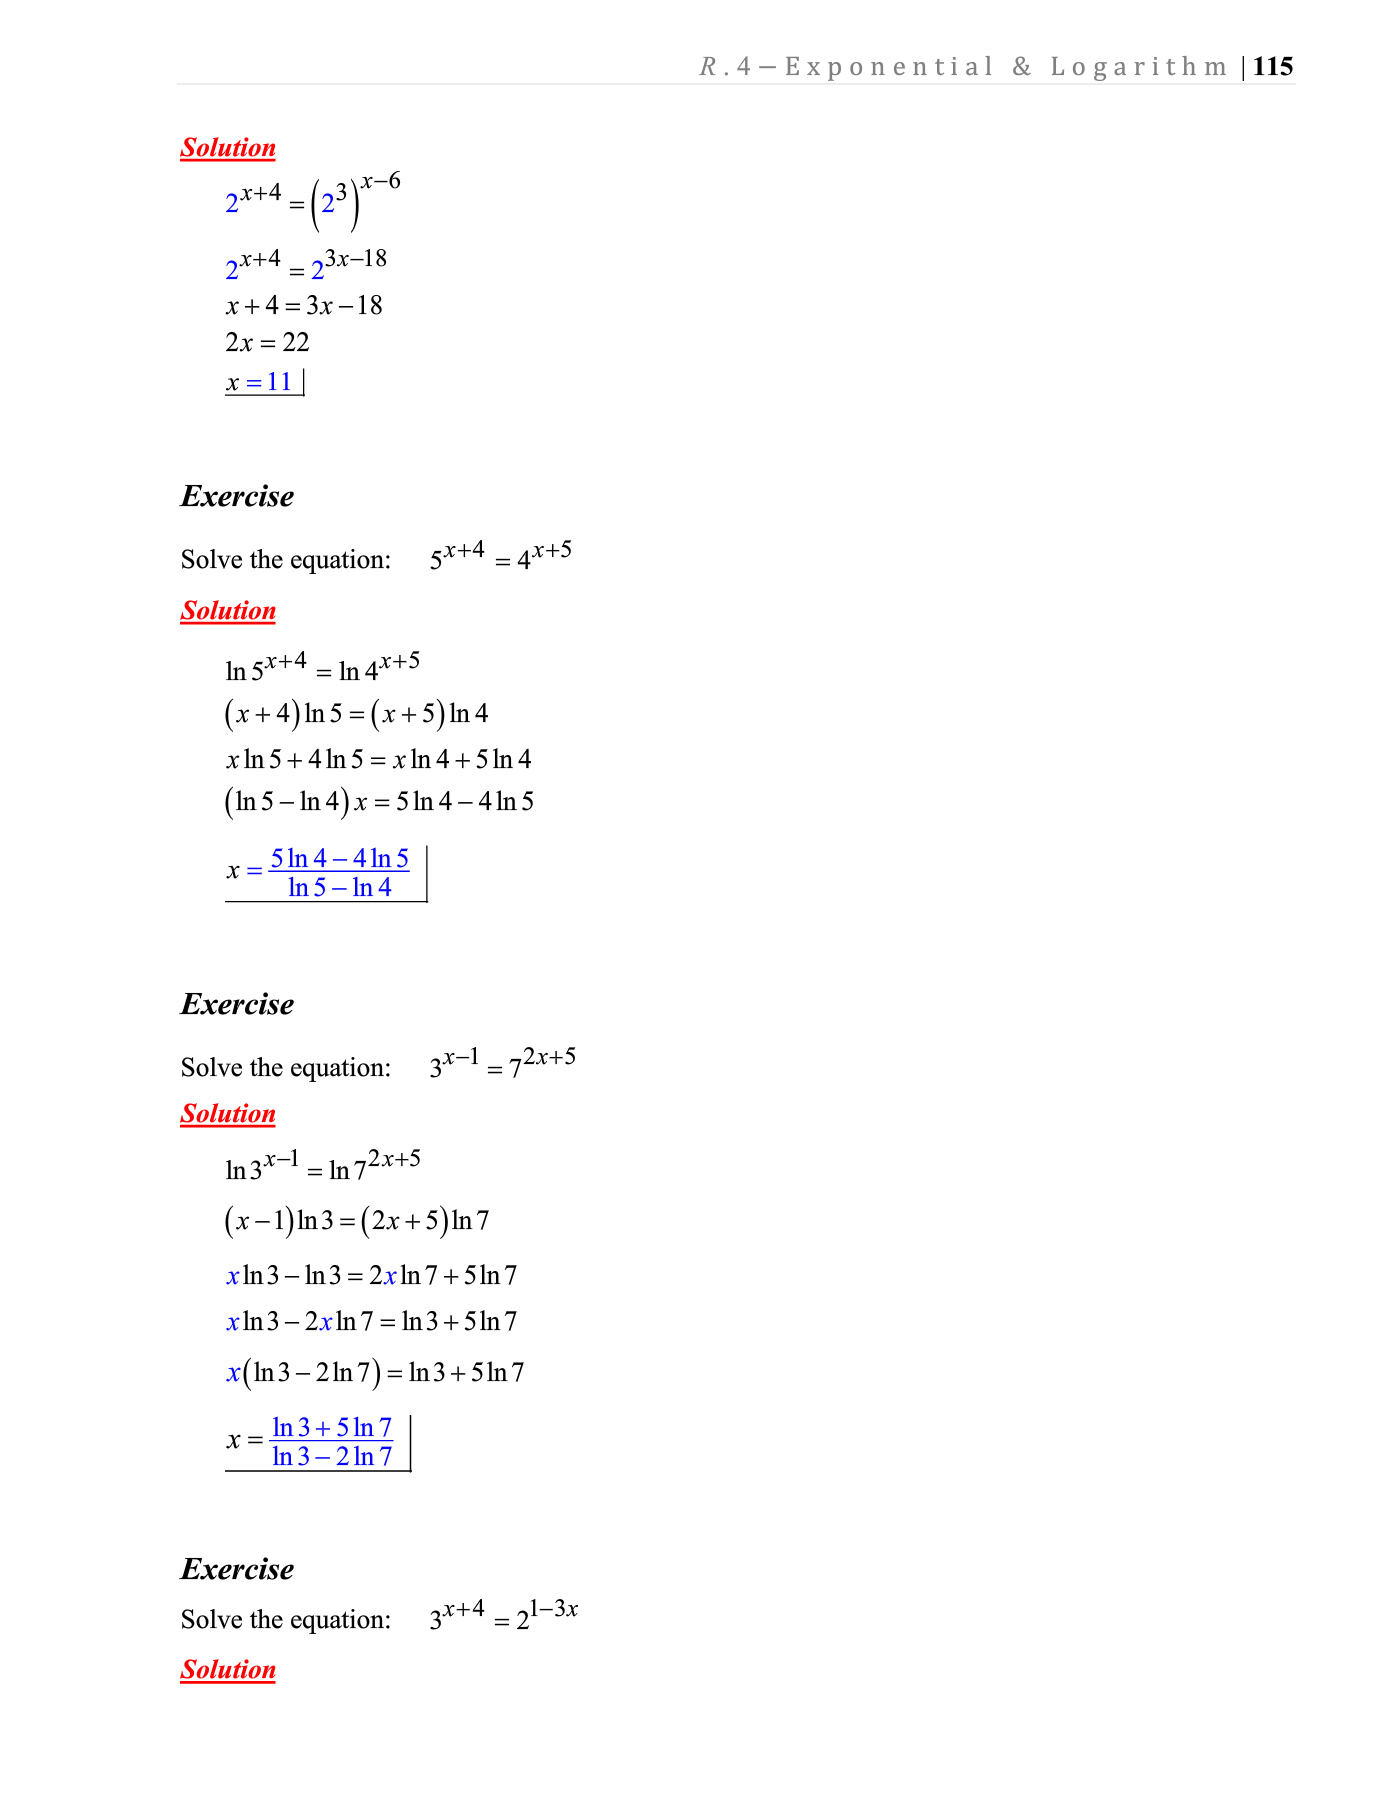 R.4 – Exponential & Logarithm | 115
Solution
2^{x+4} = (2^3)^{x–6}
2^{x+4} = 2^{3x–18}
x + 4 = 3x – 18
2x = 22
x = 11
Exercise
Solve the equation: 5^{x+4} = 4^{x+5}
Solution
ln 5^{x+4} = ln 4^{x+5}
(x + 4) ln 5 = (x + 5) ln 4
x ln 5 + 4 ln 5 = x ln 4 + 5 ln 4
(ln 5 – ln 4) x = 5 ln 4 – 4 ln 5
x = \frac{5 ln 4 – 4 ln 5}{ln 5 – ln 4}
Exercise
Solve the equation: 3^{x–1} = 7^{2x+5}
Solution
ln 3^{x–1} = ln 7^{2x+5}
(x – 1) ln 3 = (2x + 5) ln 7
x ln 3 – ln 3 = 2x ln 7 + 5 ln 7
x ln 3 – 2x ln 7 = ln 3 + 5 ln 7
x (ln 3 – 2 ln 7) = ln 3 + 5 ln 7
x = \frac{ln 3 + 5 ln 7}{ln 3 – 2 ln 7}
Exercise
Solve the equation: 3^{x+4} = 2^{1–3x}
Solution